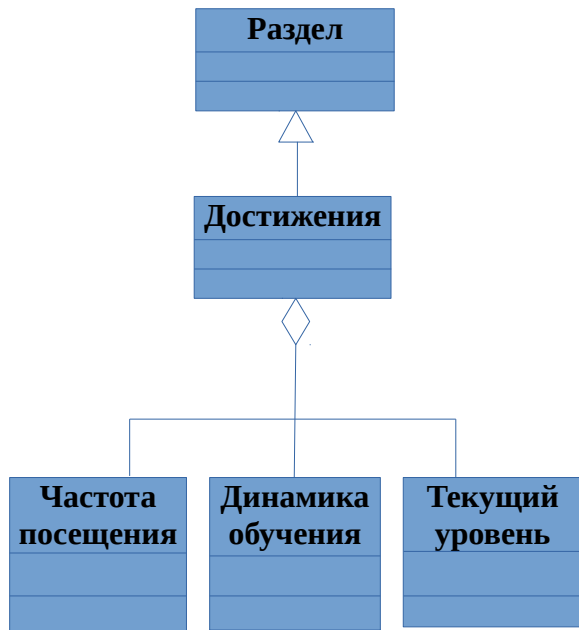 Раздел
Достижения
Частота
посещения
Динамика
обучения
Текущий
уровень